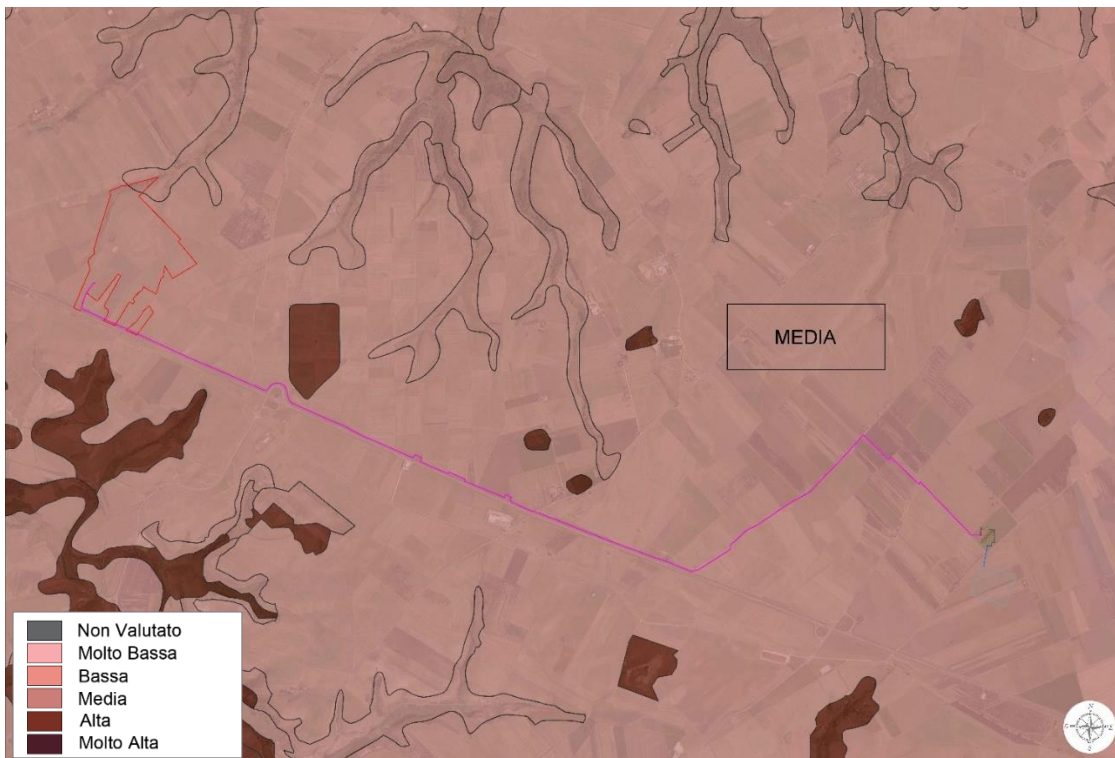 MEDIA
Non Valutato
Molto Bassa
Bassa
Media
Alta
Molto Alta
N